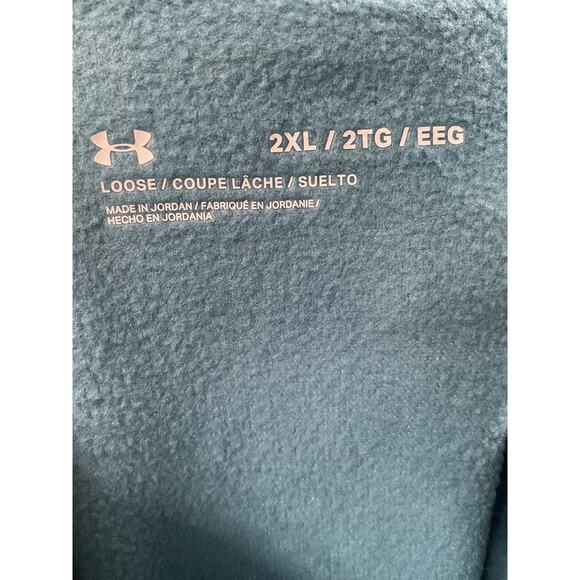 2XL / 2TG / EEG
LOOSE / COUPE LÂCHE / SUELTO
MADE IN JORDAN / FABRIQUÉ EN JORDANIE /
HECHO EN JORDANIA